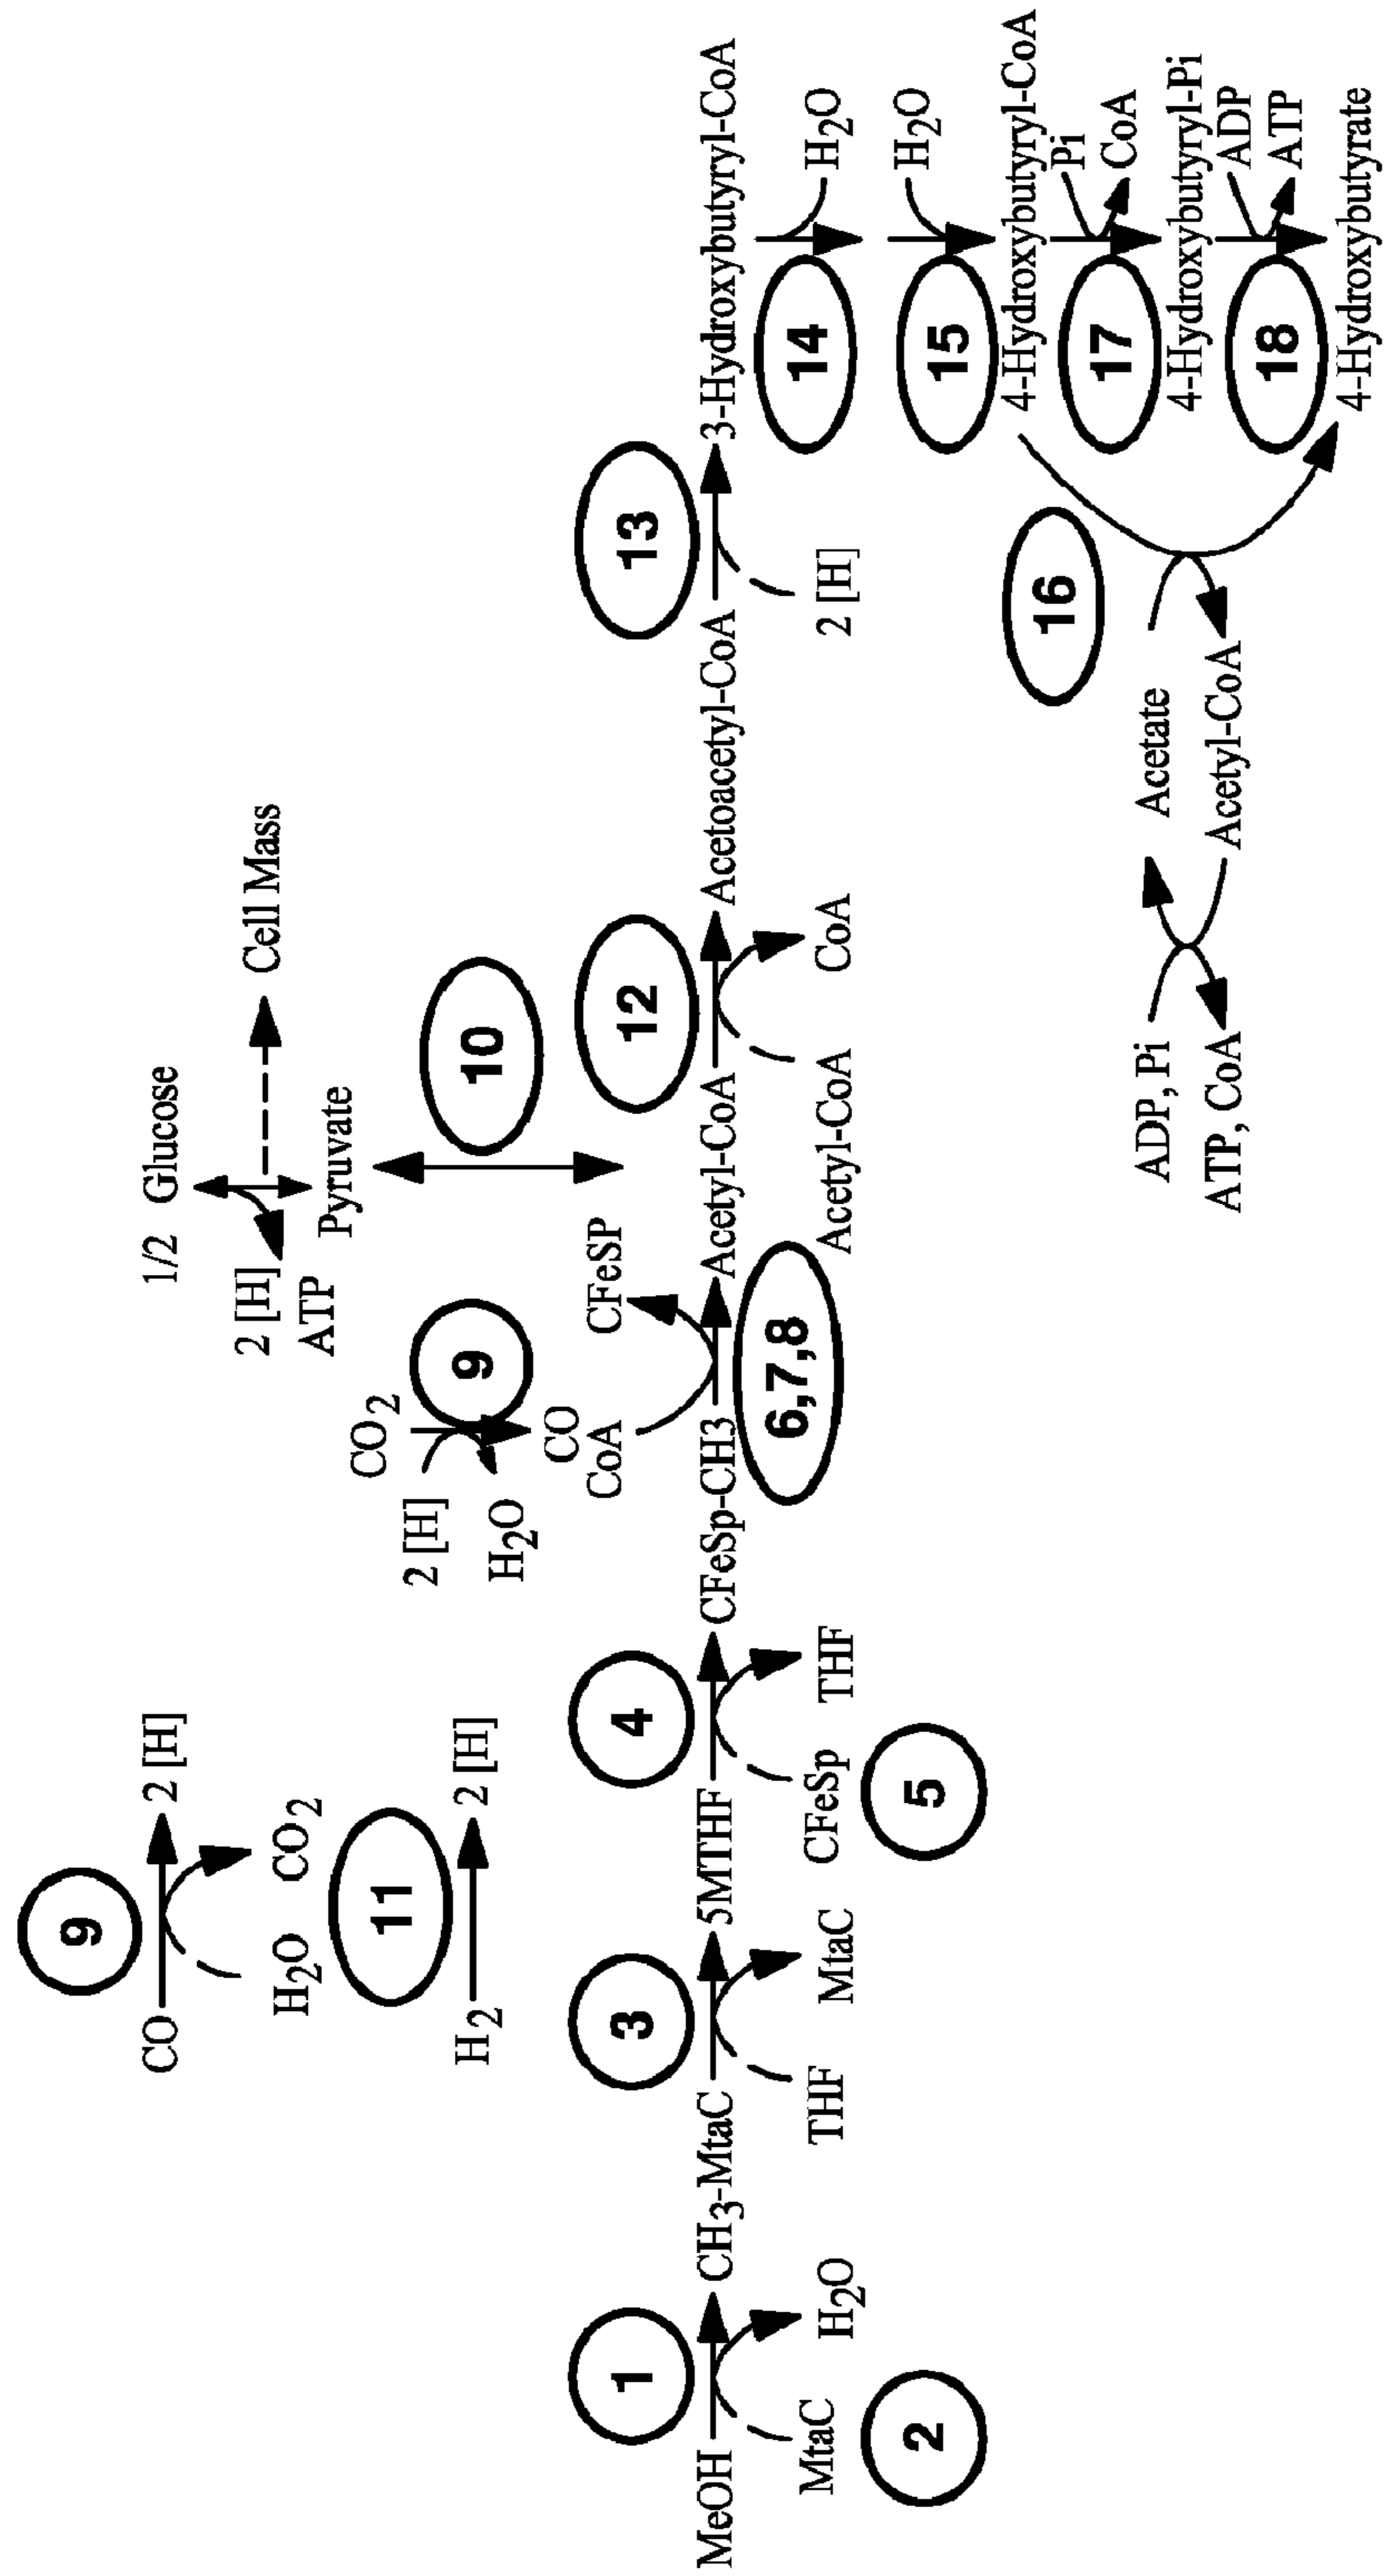 9
CO
2 [H]
H2O
CO2
11
H2
2 [H]
1/2 Glucose
2 [H]
ATP
Cell Mass
Pyruvate
10
CO2
9
2 [H]
H2O
CO
CoA
CFeSP
1
3
4
12
13
MeOH
CH3-MtaC
5MTHF
CFeSp-CH3
Acetyl-CoA
Acetoacetyl-CoA
3-Hydroxybutyryl-CoA
MtaC
H2O
THF
MtaC
CFeSp
THF
6,7,8
Acetyl-CoA
CoA
2 [H]
2
5
14
H2O
15
H2O
4-Hydroxybutyryl-CoA
16
17
Pi
CoA
4-Hydroxybutyryl-Pi
18
ADP
ATP
4-Hydroxybutyrate
ADP, Pi
Acetate
ATP, CoA
Acetyl-CoA